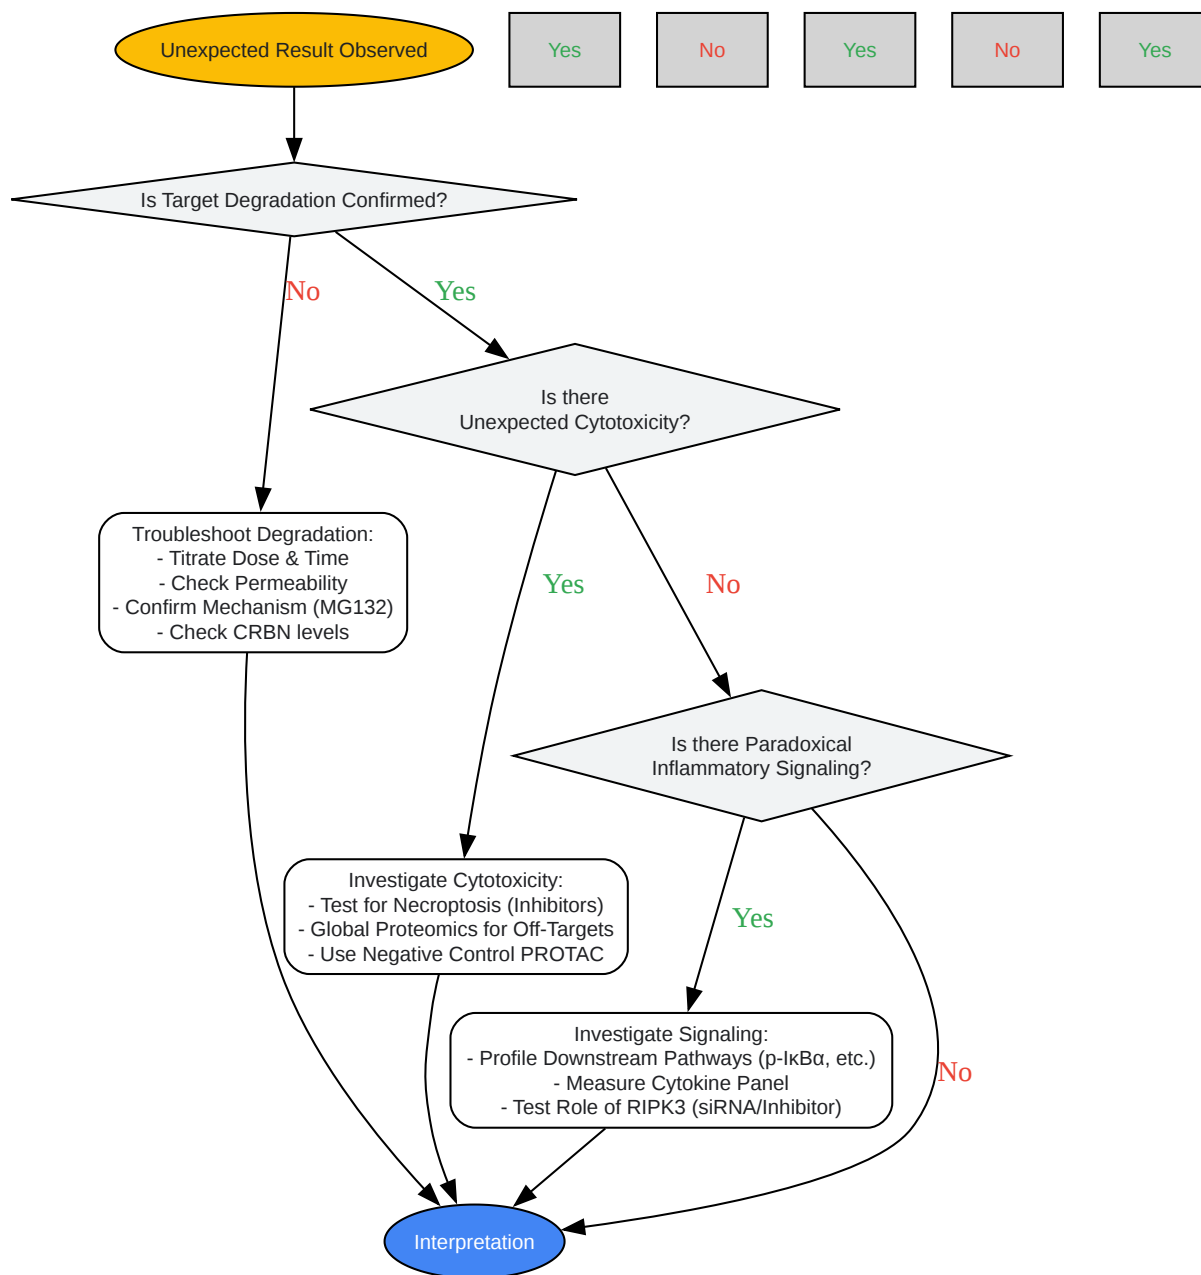 Unexpected Result Observed
Yes
No
Yes
No
Yes
Is Target Degradation Confirmed?
No
Yes
Is there
Unexpected Cytotoxicity?
Troubleshoot Degradation:
- Titrate Dose & Time
- Check Permeability
- Confirm Mechanism (MG132)
- Check CRBN levels
Yes
No
Is there Paradoxical
Inflammatory Signaling?
Investigate Cytotoxicity:
- Test for Necroptosis (Inhibitors)
- Global Proteomics for Off-Targets
- Use Negative Control PROTAC
Yes
Investigate Signaling:
- Profile Downstream Pathways (p-IκBα, etc.)
- Measure Cytokine Panel
- Test Role of RIPK3 (siRNA/Inhibitor)
No
Interpretation